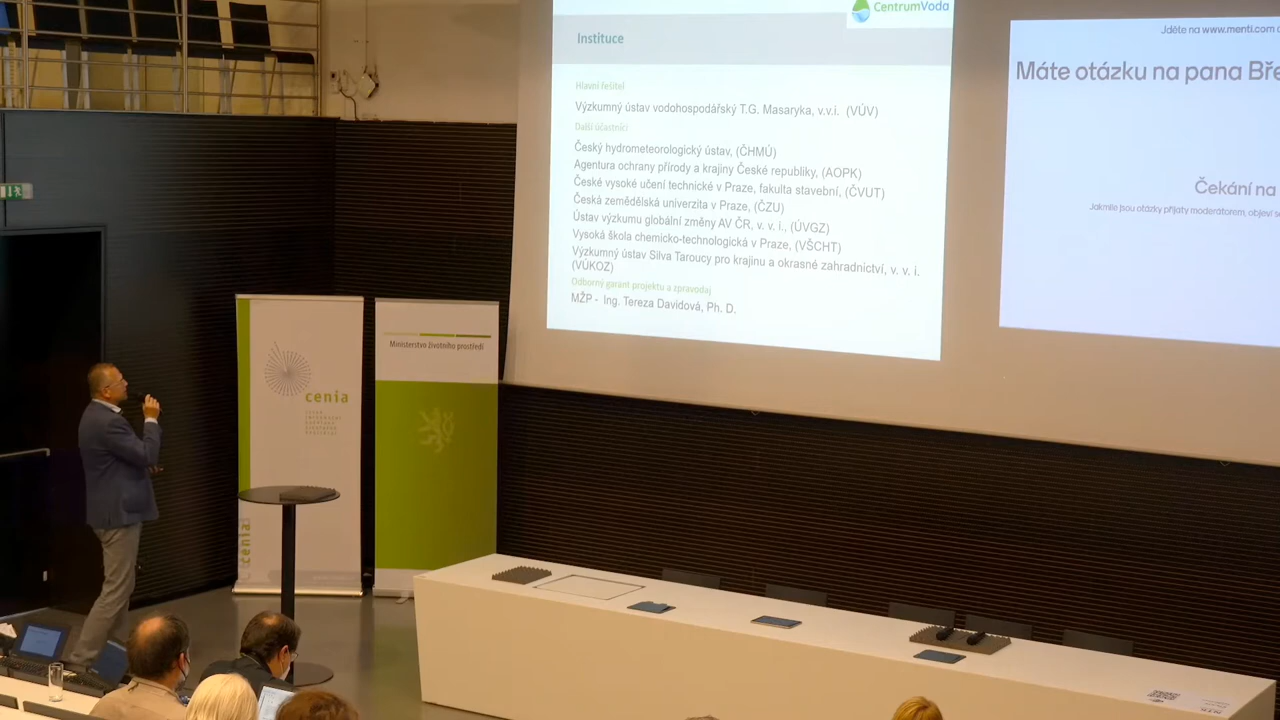 CentrumVoda
Instituce
Hlavní řešitel
Výzkumný ústav vodohospodářský T.G. Masaryka, v.v.i. (VÚV)
Další účastníci
Český hydrometeorologický ústav, (ČHMÚ)
Agentura ochrany přírody a krajiny České republiky, (AOPK)
České vysoké učení technické v Praze, fakulta stavební, (ČVUT)
Česká zemědělská univerzita v Praze, (ČZU)
Ústav výzkumu globální změny AV ČR, v. v. i., (ÚVGZ)
Vysoká škola chemicko-technologická v Praze, (VŠCHT)
Výzkumný ústav Silva Taroucy pro krajinu a okrasné zahradnictví, v. v. i.
(VÚKOZ)
Odborný garant projektu a zpravodaj
MŽP - Ing. Tereza Davidová, Ph. D.
Jděte na www.menti.com
Máte otázku na pana
Čekání na
Jakmile jsou otázky přijaty moderátorem, objeví
cenia
Ministerstvo životního prostředí
cenia